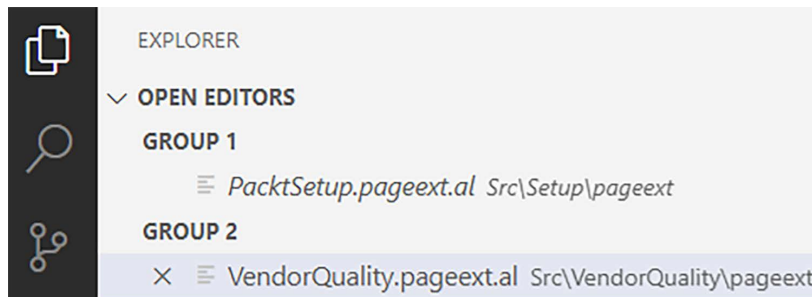 EXPLORER
OPEN EDITORS
GROUP 1
PacktSetup.pageext.al Src\Setup\pageext
GROUP 2
VendorQuality.pageext.al Src\VendorQuality\pageext